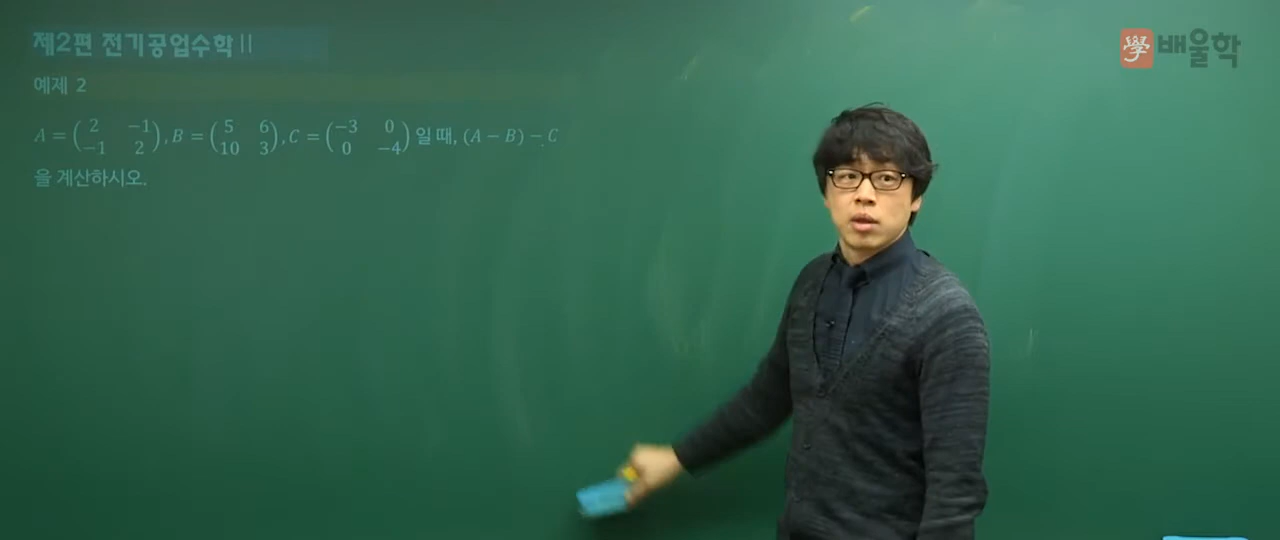 제2편 전기공업수학 II
學 배울학
예제 2
A = (2 -1 / -1 2), B = (5 6 / 10 3), C = (-3 0 / 0 -4) 일 때, (A - B) - C
을 계산하시오.